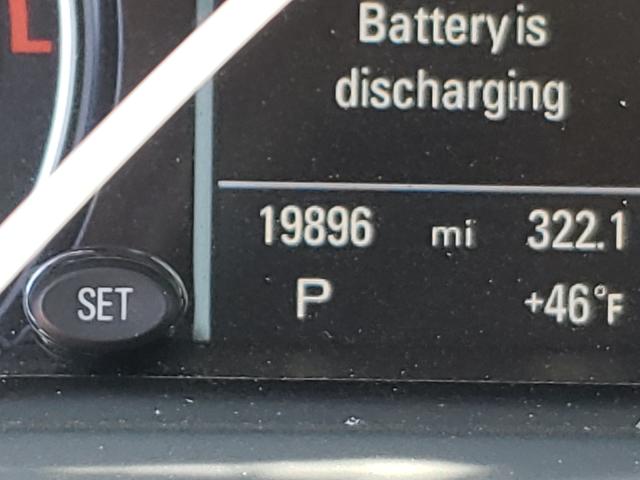 L
Battery is
discharging
19896 mi 322.1
SET P +46°F